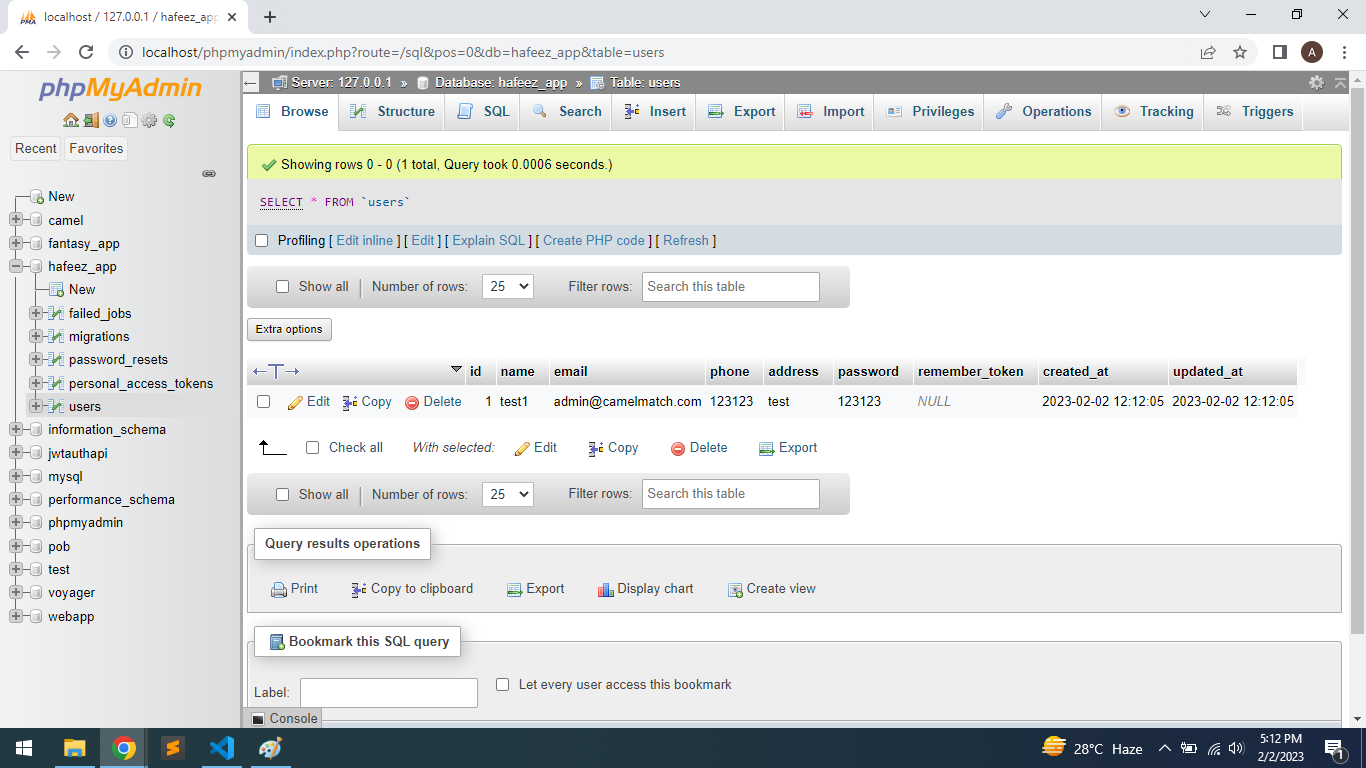 localhost / 127.0.0.1 / hafeez_app
localhost/phpmyadmin/index.php?route=/sql&pos=0&db=hafeez_app&table=users
A
phpMyAdmin
Recent Favorites
New
camel
fantasy_app
hafeez_app
New
failed_jobs
migrations
password_resets
personal_access_tokens
users
information_schema
jwtauthapi
mysql
performance_schema
phpmyadmin
pob
test
voyager
webapp
Server: 127.0.0.1 » Database: hafeez_app » Table: users
Browse Structure SQL Search Insert Export Import Privileges Operations Tracking Triggers
Showing rows 0 - 0 (1 total, Query took 0.0006 seconds.)
SELECT * FROM `users`
Profiling [ Edit inline ] [ Edit ] [ Explain SQL ] [ Create PHP code ] [ Refresh ]
Show all Number of rows: 25 Filter rows: Search this table
Extra options
id name email phone address password remember_token created_at updated_at
Edit Copy Delete 1 test1 admin@camelmatch.com 123123 test 123123 NULL 2023-02-02 12:12:05 2023-02-02 12:12:05
Check all With selected: Edit Copy Delete Export
Show all Number of rows: 25 Filter rows: Search this table
Query results operations
Print Copy to clipboard Export Display chart Create view
Bookmark this SQL query
Label: Let every user access this bookmark
Console
28°C Haze 5:12 PM
2/2/2023
1